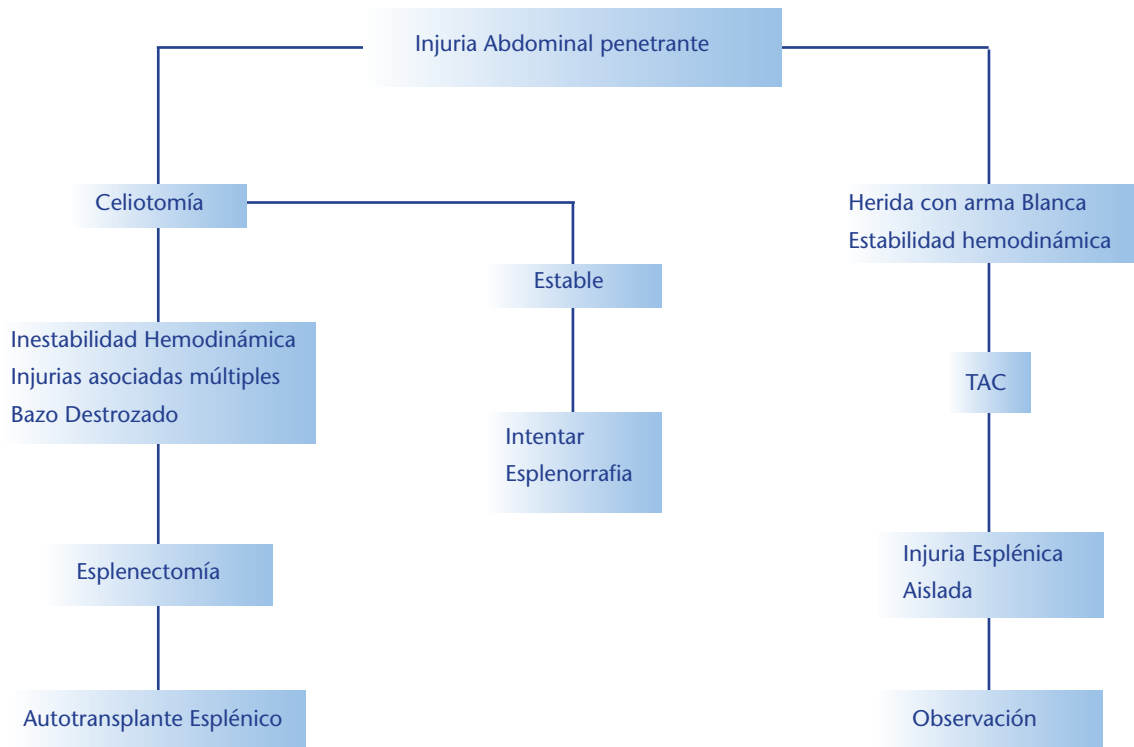 Injuria Abdominal penetrante
Celiotomía
Herida con arma Blanca
Estabilidad hemodinámica
Estable
Inestabilidad Hemodinámica
Injurias asociadas múltiples
Bazo Destrozado
TAC
Intentar
Esplenorrafia
Esplenectomía
Injuria Esplénica
Aislada
Autotransplante Esplénico
Observación